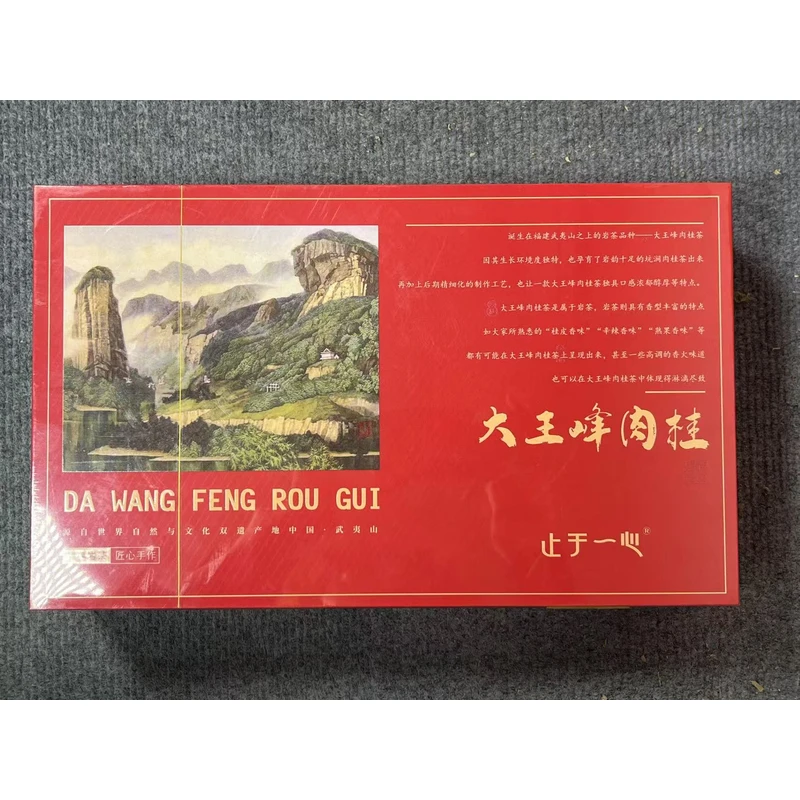 诞生在福建武夷山之上的岩茶品种——大王峰肉桂茶
因其生长环境度独特，也孕育了岩韵十足的坑涧肉桂茶出来
再加上后期精细化的制作工艺，也让一款大王峰肉桂茶独具口感浓郁醇厚等特点。
大王峰肉桂茶是属于岩茶，岩茶则具有香型丰富的特点
如大家所熟悉的“桂皮香味”“辛辣香味”“熟果香味”等
都有可能在大王峰肉桂茶上呈现出来，甚至一些高调的香火味道
也可以在大王峰肉桂茶中体现得淋漓尽致
大王峰肉桂
DA WANG FENG ROU GUI
源自世界自然与文化双遗产地中国·武夷山
匠心手作
止于一心®